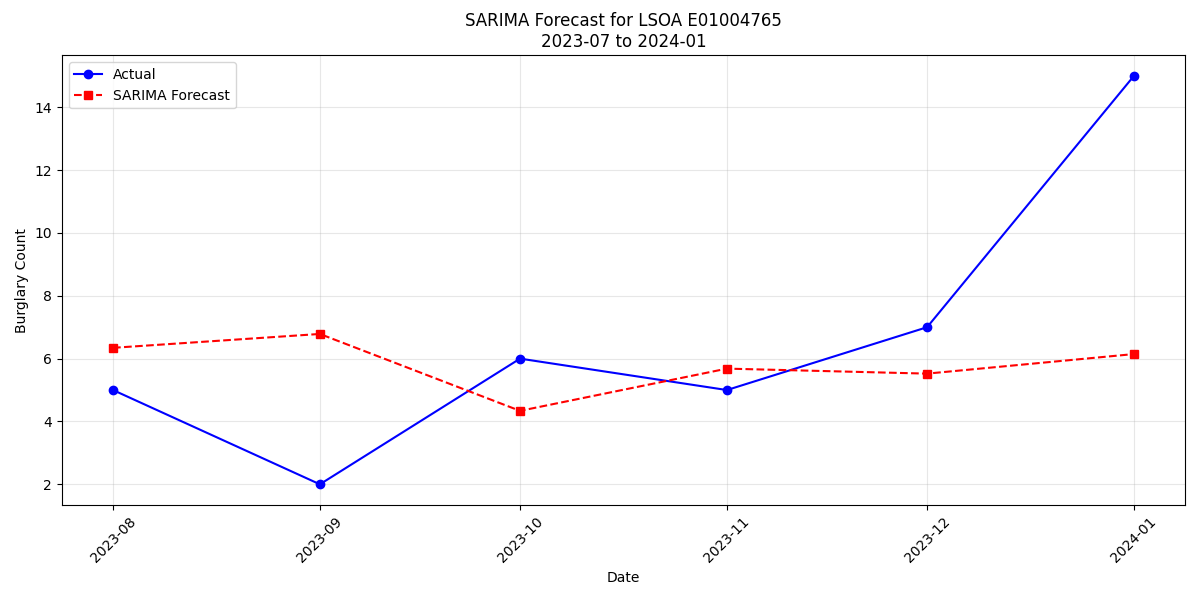 SARIMA Forecast for LSOA E01004765
2023-07 to 2024-01
Actual
SARIMA Forecast
Burglary Count
14
12
10
8
6
4
2
2023-08
2023-09
2023-10
2023-11
2023-12
2024-01
Date